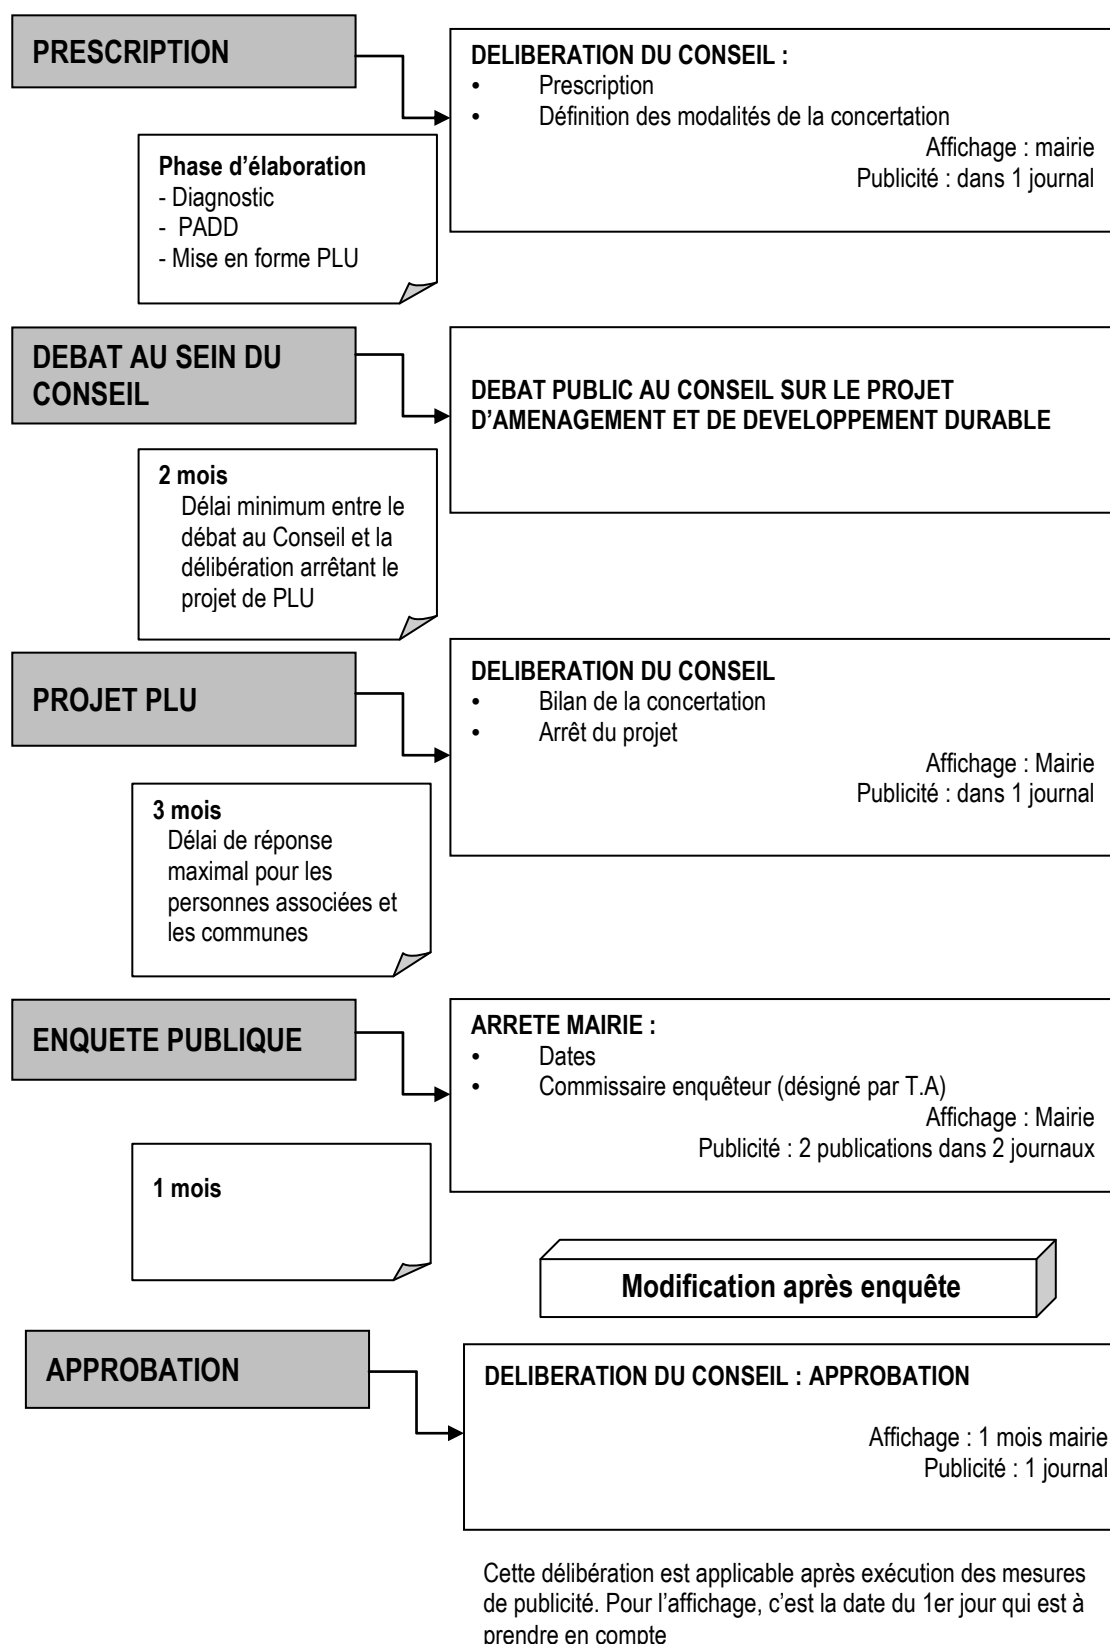 PRESCRIPTION
DELIBERATION DU CONSEIL :
• Prescription
• Définition des modalités de la concertation
Affichage : mairie
Publicité : dans 1 journal
Phase d’élaboration
- Diagnostic
- PADD
- Mise en forme PLU
DEBAT AU SEIN DU
CONSEIL
DEBAT PUBLIC AU CONSEIL SUR LE PROJET
D’AMENAGEMENT ET DE DEVELOPPEMENT DURABLE
2 mois
Délai minimum entre le
débat au Conseil et la
délibération arrêtant le
projet de PLU
PROJET PLU
DELIBERATION DU CONSEIL
• Bilan de la concertation
• Arrêt du projet
Affichage : Mairie
Publicité : dans 1 journal
3 mois
Délai de réponse
maximal pour les
personnes associées et
les communes
ENQUETE PUBLIQUE
ARRETE MAIRIE :
• Dates
• Commissaire enquêteur (désigné par T.A)
Affichage : Mairie
Publicité : 2 publications dans 2 journaux
1 mois
Modification après enquête
APPROBATION
DELIBERATION DU CONSEIL : APPROBATION
Affichage : 1 mois mairie
Publicité : 1 journal
Cette délibération est applicable après exécution des mesures
de publicité. Pour l’affichage, c’est la date du 1er jour qui est à
prendre en compte